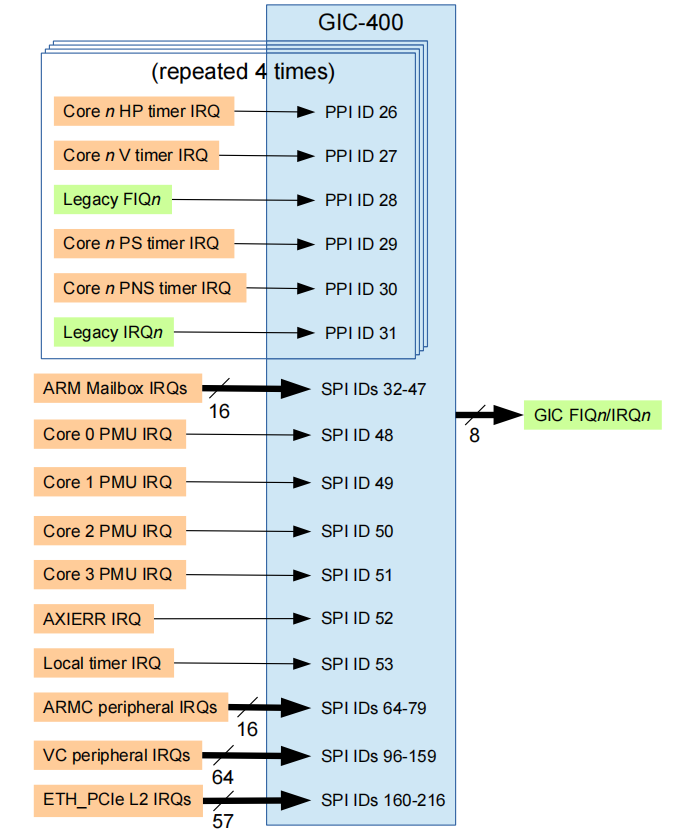 GIC-400
(repeated 4 times)
Core n HP timer IRQ PPI ID 26
Core n V timer IRQ PPI ID 27
Legacy FIQn PPI ID 28
Core n PS timer IRQ PPI ID 29
Core n PNS timer IRQ PPI ID 30
Legacy IRQn PPI ID 31
ARM Mailbox IRQs 16 SPI IDs 32-47
Core 0 PMU IRQ SPI ID 48
Core 1 PMU IRQ SPI ID 49
Core 2 PMU IRQ SPI ID 50
Core 3 PMU IRQ SPI ID 51
AXIERR IRQ SPI ID 52
Local timer IRQ SPI ID 53
ARMC peripheral IRQs 16 SPI IDs 64-79
VC peripheral IRQs 64 SPI IDs 96-159
ETH_PCIe L2 IRQs 57 SPI IDs 160-216
8 GIC FIQn/IRQn